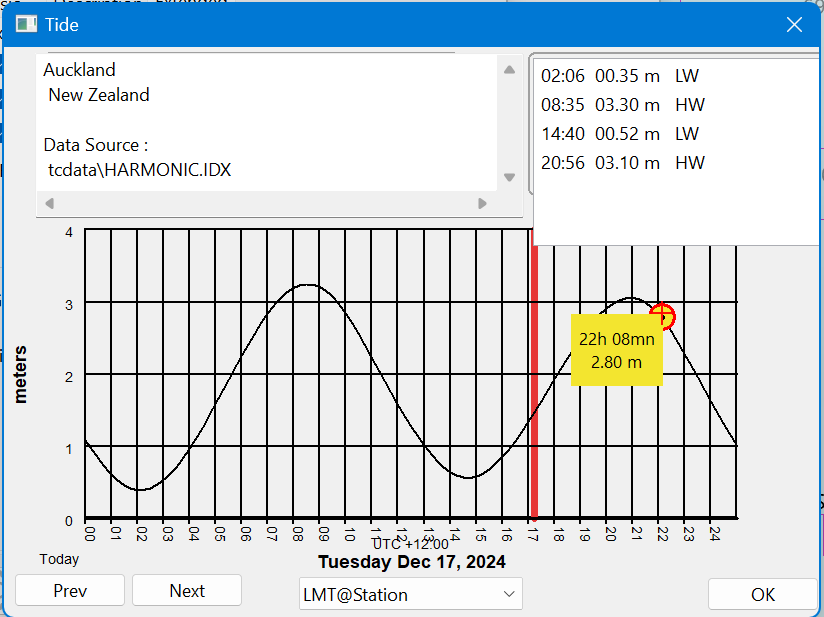 Tide
Auckland
New Zealand
Data Source :
tcdata\HARMONIC.IDX
02:06 00.35 m LW
08:35 03.30 m HW
14:40 00.52 m LW
20:56 03.10 m HW
meters
4
3
2
1
0
22h 08mn
2.80 m
00 01 02 03 04 05 06 07 08 09 10 11 12 13 14 15 16 17 18 19 20 21 22 23 24
UTC +12:00
Today
Tuesday Dec 17, 2024
Prev
Next
LMT@Station
OK